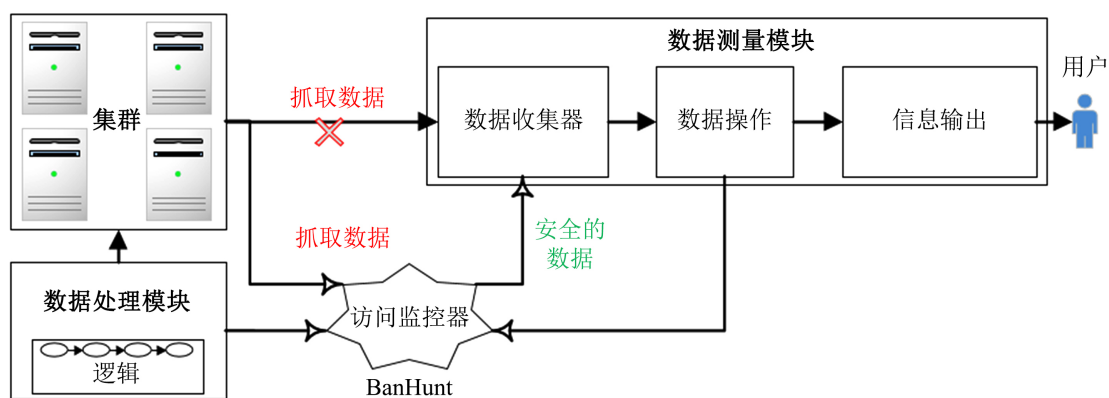 数据测量模块
用户
集群
抓取数据
数据收集器
数据操作
信息输出
抓取数据
安全的
数据
数据处理模块
访问监控器
逻辑
BanHunt